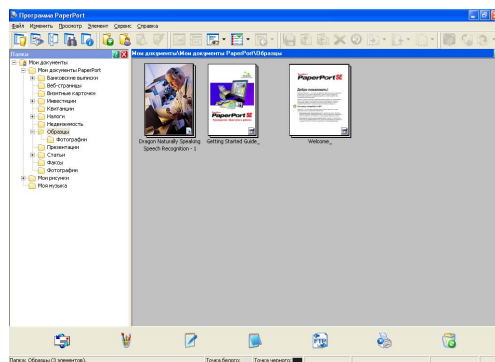 Программа PaperPort
Файл Изменить Просмотр Элемент Сервис Справка
Папки
Мои документы\Мои документы PaperPort\Образцы
Мои документы
Мои документы PaperPort
Банковские выписки
Веб-страницы
Визитные карточки
Инвестиции
Квитанции
Налоги
Недвижимость
Образцы
Фотографии
Презентации
Статьи
Факсы
Фотографии
Мои рисунки
Моя музыка
PaperPort
PaperPort
Добро пожаловать!
Dragon Naturally Speaking
Speech Recognition - 1
Getting Started Guide_
Welcome_
FTP
Папка: Образцы (3 элементов).
Точка белого:
Точка черного: